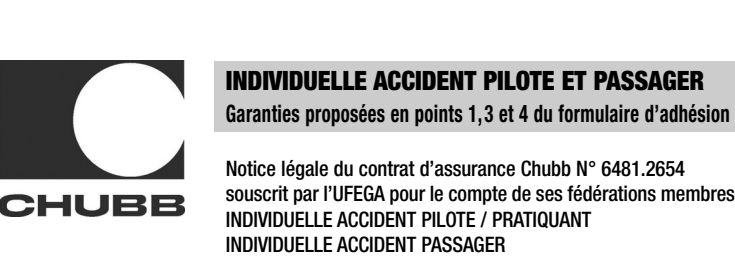 CHUBB
INDIVIDUELLE ACCIDENT PILOTE ET PASSAGER
Garanties proposées en points 1,3 et 4 du formulaire d’adhésion
Notice légale du contrat d’assurance Chubb N° 6481.2654
souscrit par l’UFEGA pour le compte de ses fédérations membres
INDIVIDUELLE ACCIDENT PILOTE / PRATIQUANT
INDIVIDUELLE ACCIDENT PASSAGER